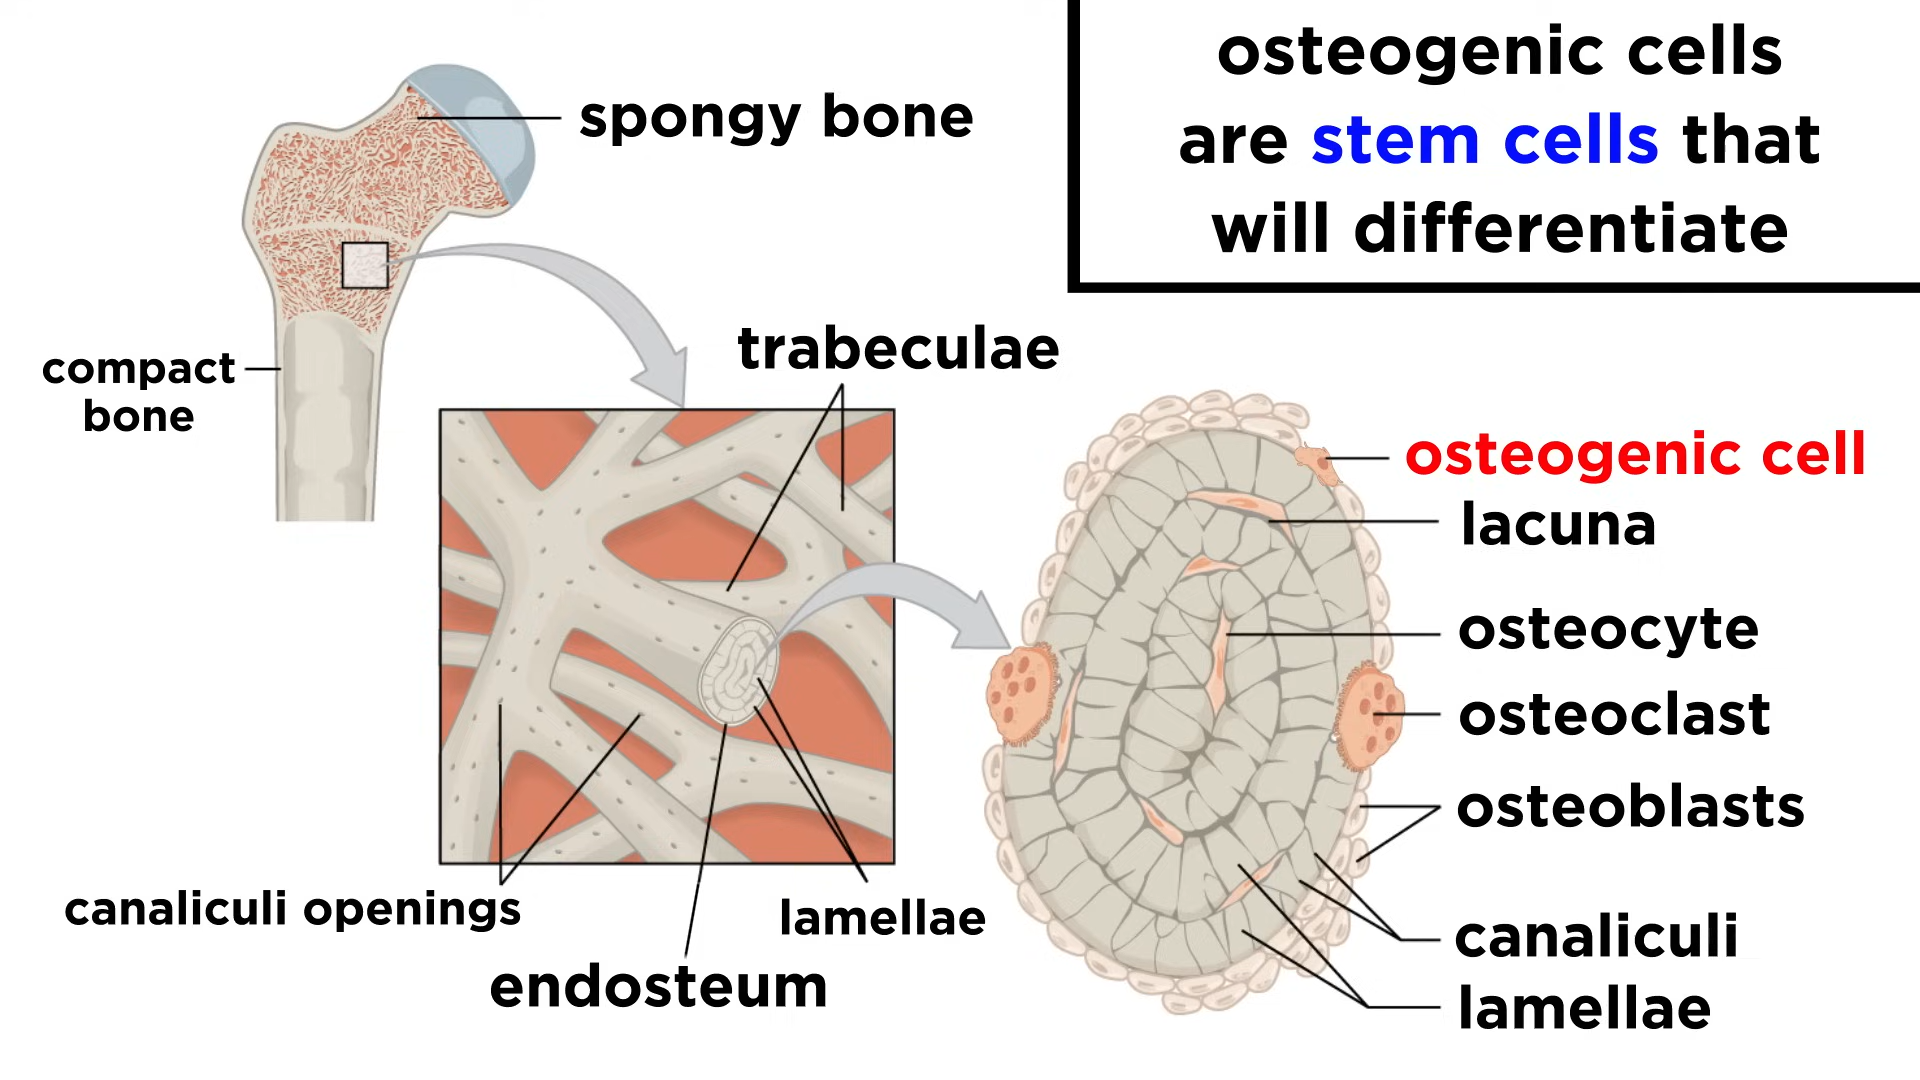 osteogenic cells
are stem cells that
will differentiate
spongy bone
compact
bone
trabeculae
canaliculi openings
endosteum
lamellae
osteogenic cell
lacuna
osteocyte
osteoclast
osteoblasts
canaliculi
lamellae